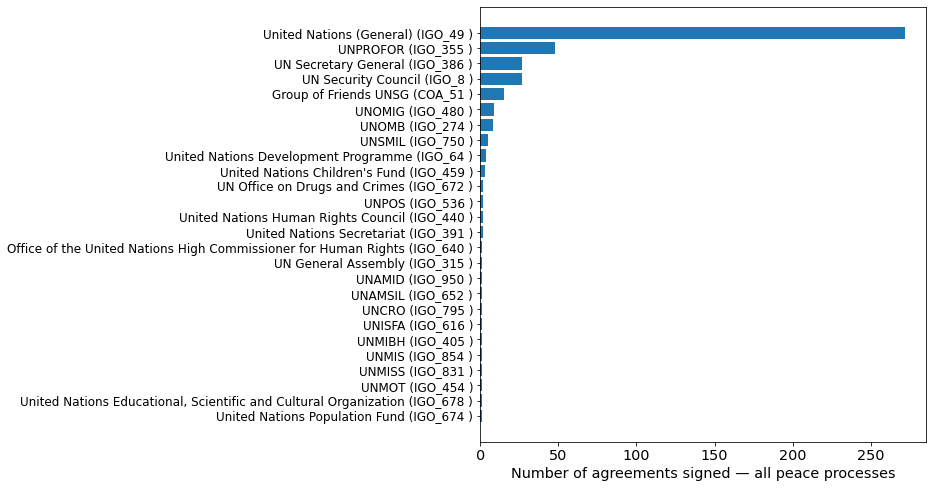 United Nations (General) (IGO_49 )
UNPROFOR (IGO_355 )
UN Secretary General (IGO_386 )
UN Security Council (IGO_8 )
Group of Friends UNSG (COA_51 )
UNOMIG (IGO_480 )
UNOMB (IGO_274 )
UNSMIL (IGO_750 )
United Nations Development Programme (IGO_64 )
United Nations Children's Fund (IGO_459 )
UN Office on Drugs and Crimes (IGO_672 )
UNPOS (IGO_536 )
United Nations Human Rights Council (IGO_440 )
United Nations Secretariat (IGO_391 )
Office of the United Nations High Commissioner for Human Rights (IGO_640 )
UN General Assembly (IGO_315 )
UNAMID (IGO_950 )
UNAMSIL (IGO_652 )
UNCRO (IGO_795 )
UNISFA (IGO_616 )
UNMIBH (IGO_405 )
UNMIS (IGO_854 )
UNMISS (IGO_831 )
UNMOT (IGO_454 )
United Nations Educational, Scientific and Cultural Organization (IGO_678 )
United Nations Population Fund (IGO_674 )
0 50 100 150 200 250
Number of agreements signed — all peace processes